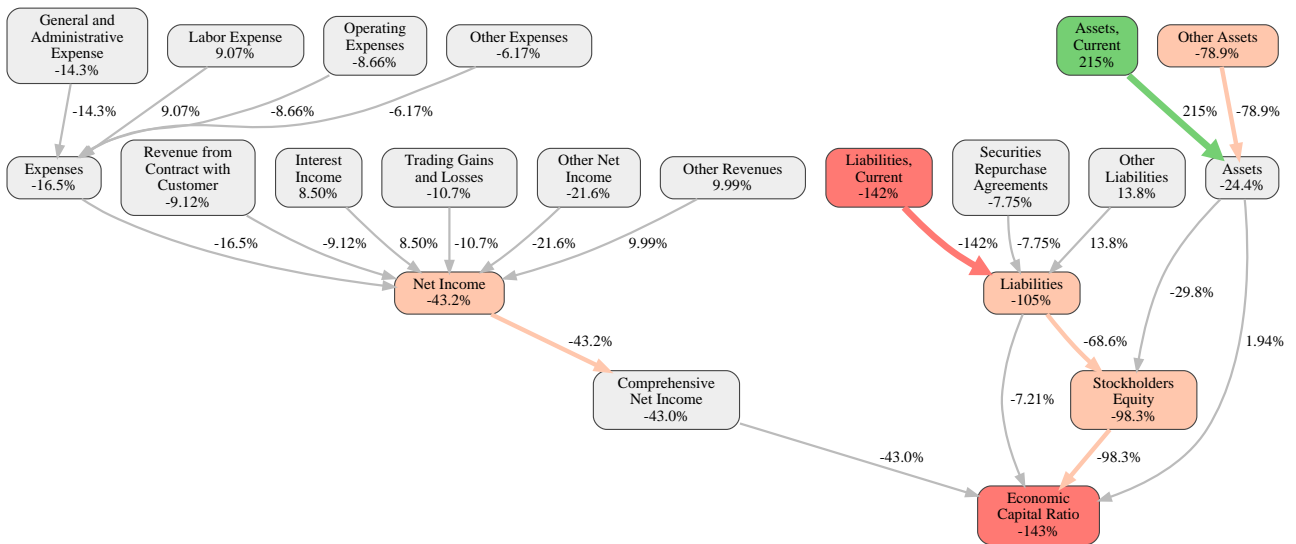 General and
Administrative
Expense
-14.3%
Labor Expense
9.07%
Operating
Expenses
-8.66%
Other Expenses
-6.17%
Assets,
Current
215%
Other Assets
-78.9%
-14.3%
9.07%
-8.66%
-6.17%
215%
-78.9%
Expenses
-16.5%
Revenue from
Contract with
Customer
-9.12%
Interest
Income
8.50%
Trading Gains
and Losses
-10.7%
Other Net
Income
-21.6%
Other Revenues
9.99%
Liabilities,
Current
-142%
Securities
Repurchase
Agreements
-7.75%
Other
Liabilities
13.8%
Assets
-24.4%
-16.5%
-9.12%
8.50%
-10.7%
-21.6%
9.99%
-142%
-7.75%
13.8%
Net Income
-43.2%
Liabilities
-105%
-29.8%
-43.2%
-68.6%
1.94%
Comprehensive
Net Income
-43.0%
-7.21%
Stockholders
Equity
-98.3%
-43.0%
-98.3%
Economic
Capital Ratio
-143%